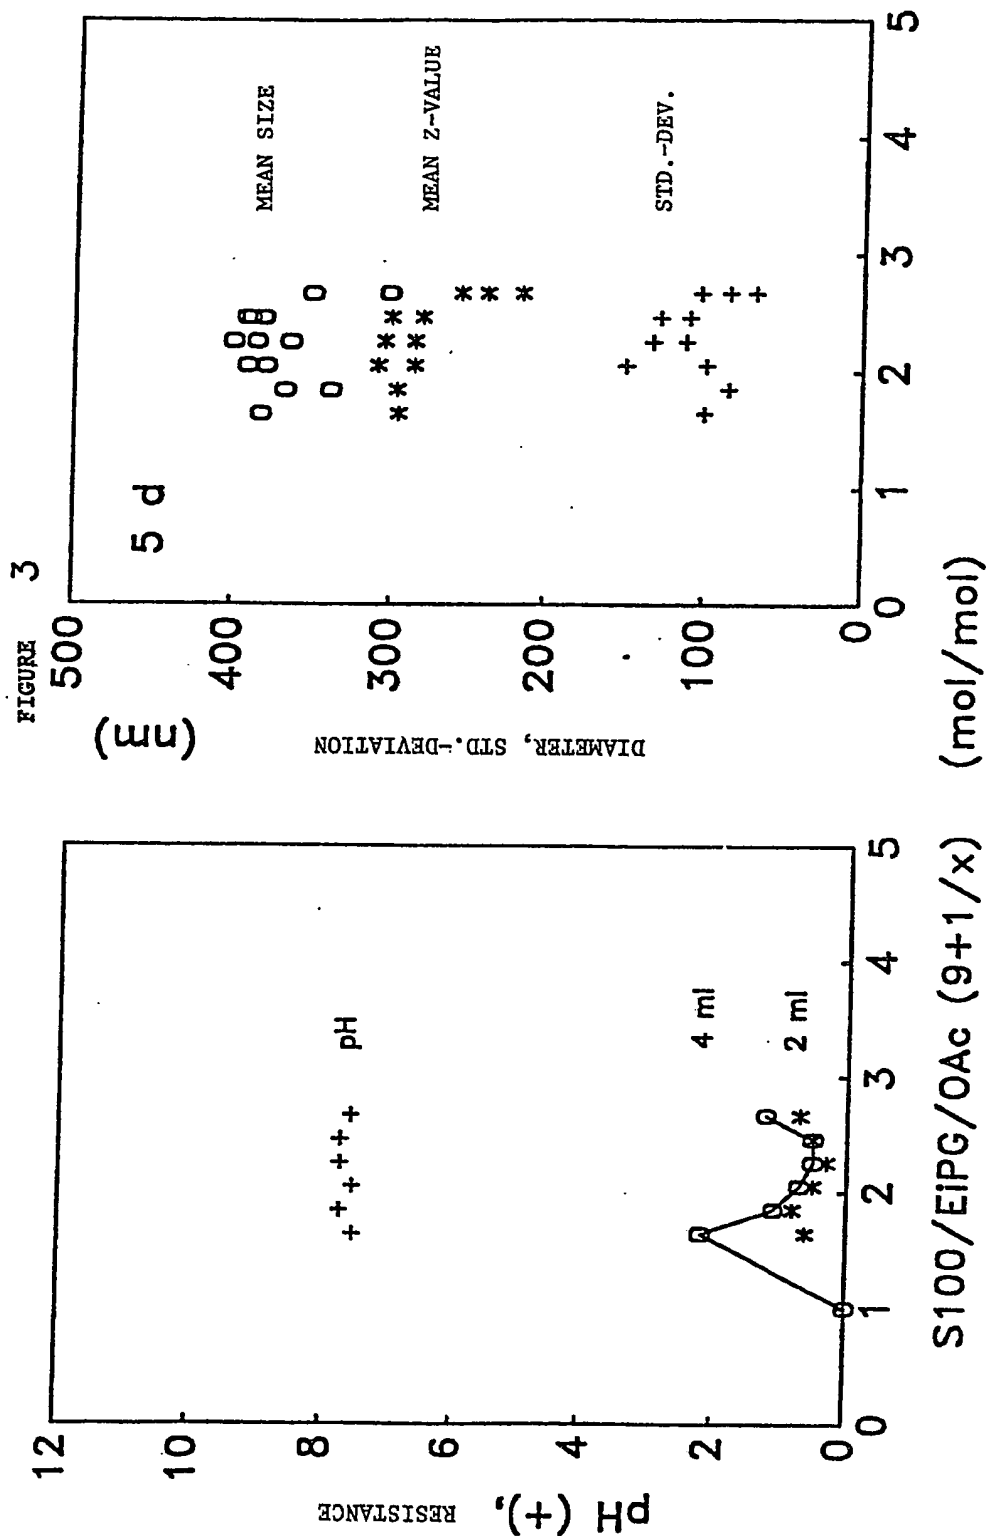 FIGURE 3
pH (+), RESISTANCE
12
10
8
6
4
2
0
pH
4 ml
2 ml
0 1 2 3 4 5
S100/EiPG/OAc (9+1/x) (mol/mol)
(nm)
DIAMETER, STD.-DEVIATION
500
400
300
200
100
0
5 d
MEAN SIZE
MEAN Z-VALUE
STD.-DEV.
0 1 2 3 4 5